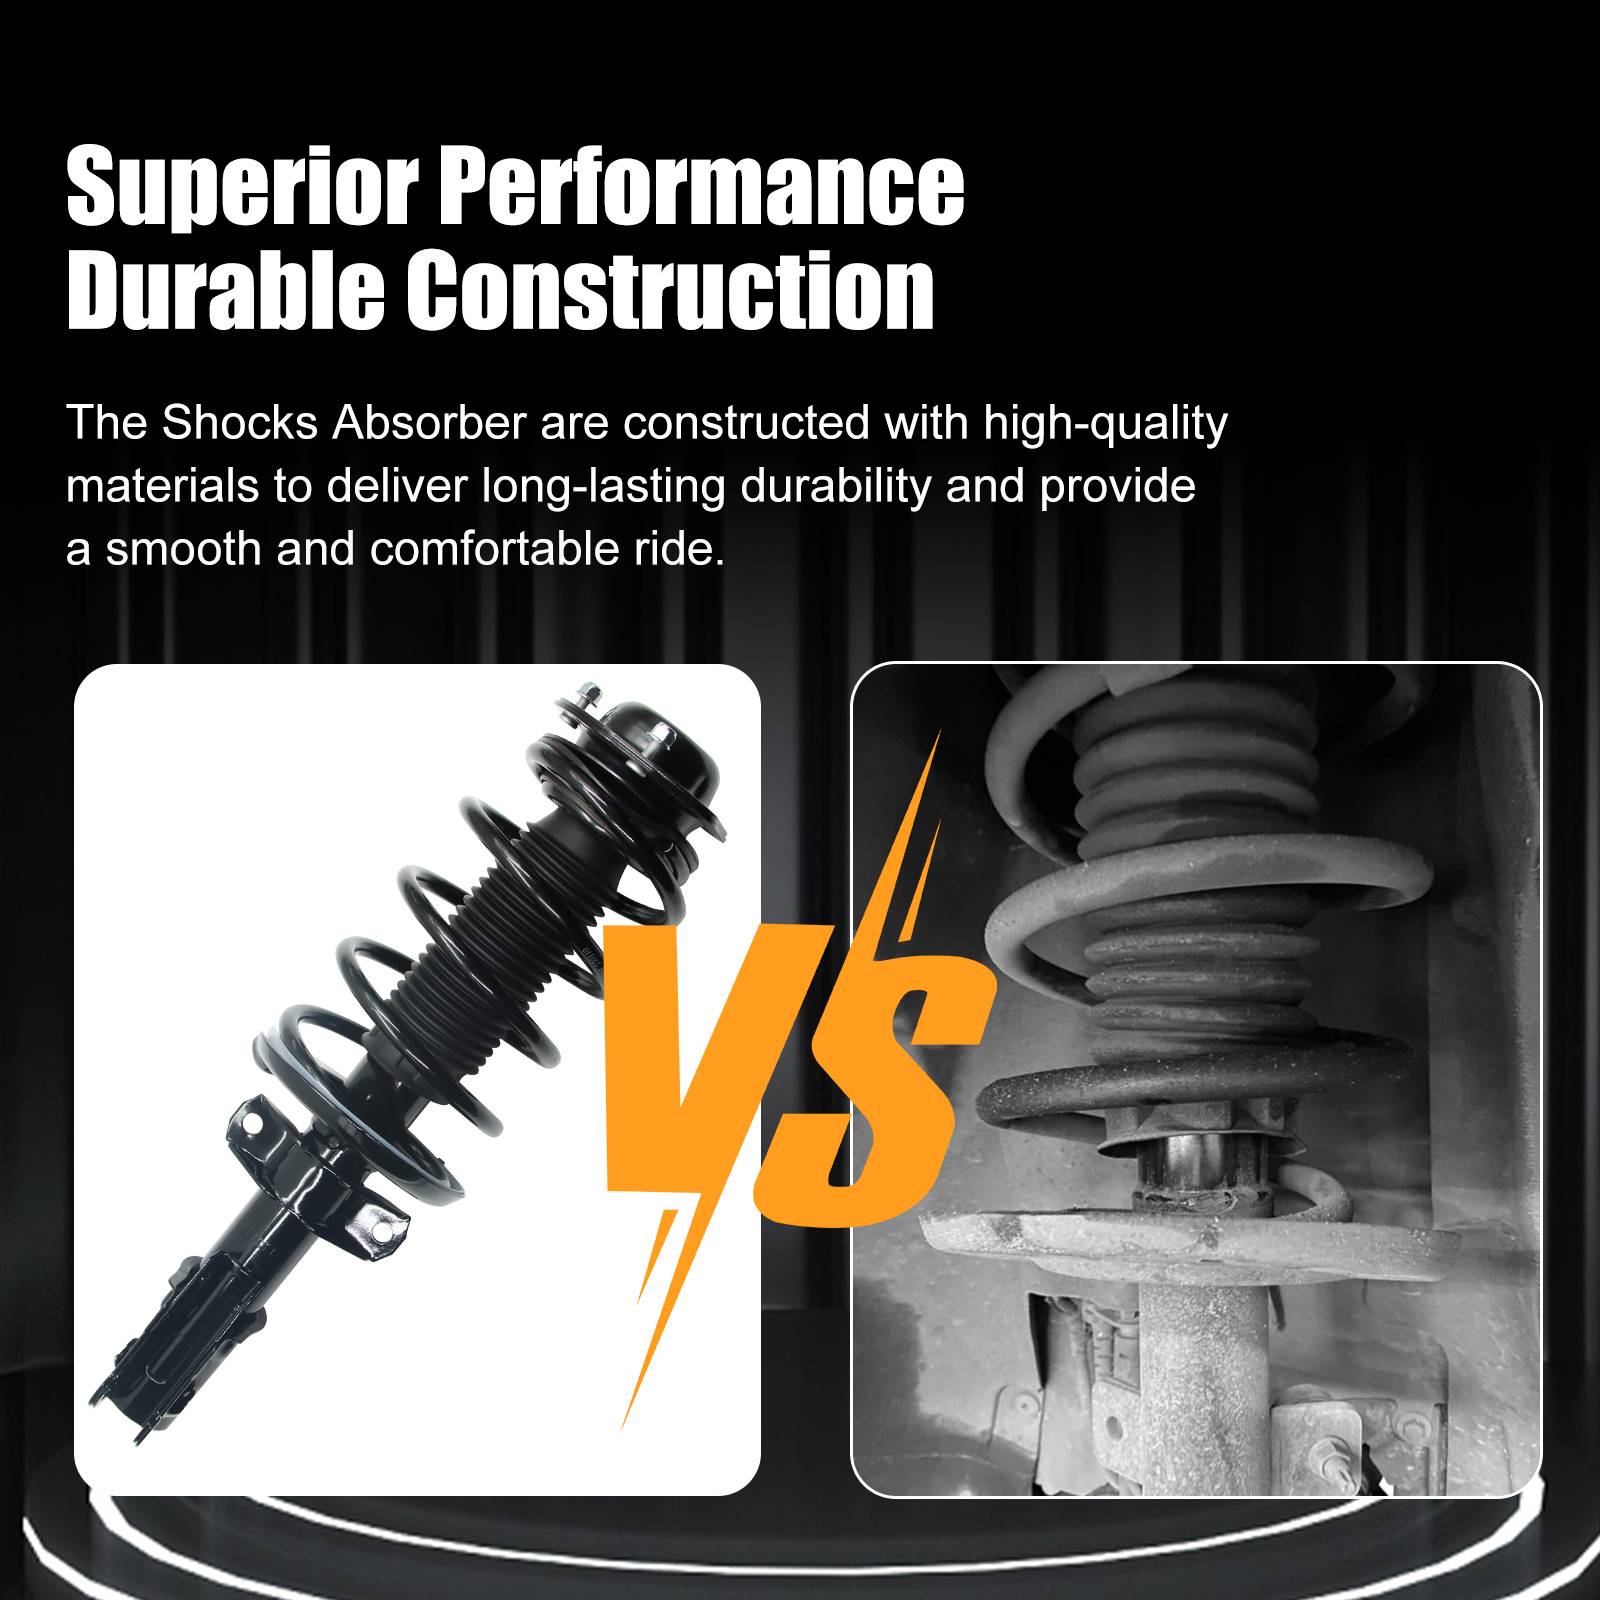 Superior Performance
Durable Construction
The Shocks Absorber are constructed with high-quality
materials to deliver long-lasting durability and provide
a smooth and comfortable ride.
VS